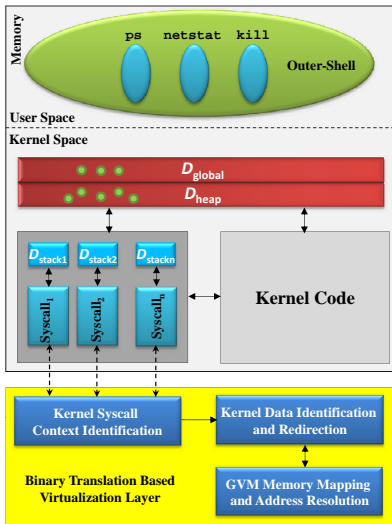 Memory
ps netstat kill
Outer-Shell
User Space
Kernel Space
Dglobal
Dheap
Dstack1 Dstack2 Dstackn
Syscall1 Syscall2 Syscalln
Kernel Code
Kernel Syscall
Context Identification
Kernel Data Identification
and Redirection
Binary Translation Based
Virtualization Layer
GVM Memory Mapping
and Address Resolution